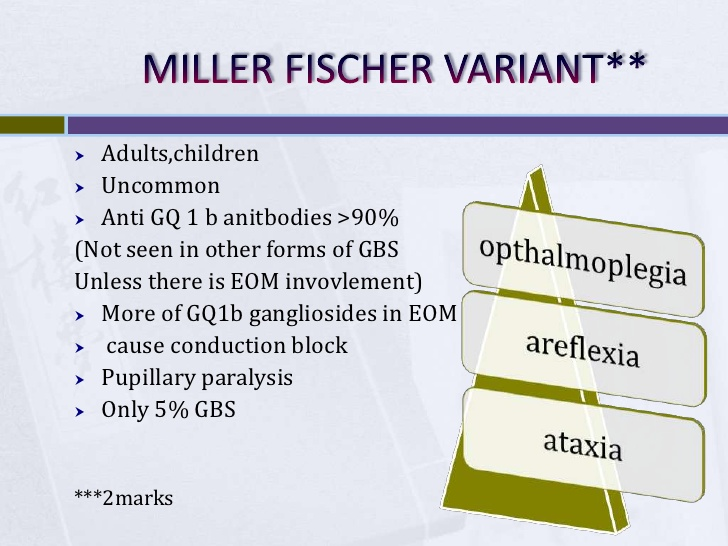 MILLER FISCHER VARIANT**
Adults,children
Uncommon
Anti GQ 1 b anitbodies >90%
(Not seen in other forms of GBS
Unless there is EOM invovlement)
More of GQ1b gangliosides in EOM
cause conduction block
Pupillary paralysis
Only 5% GBS
***2marks
opthalmoplegia
areflexia
ataxia